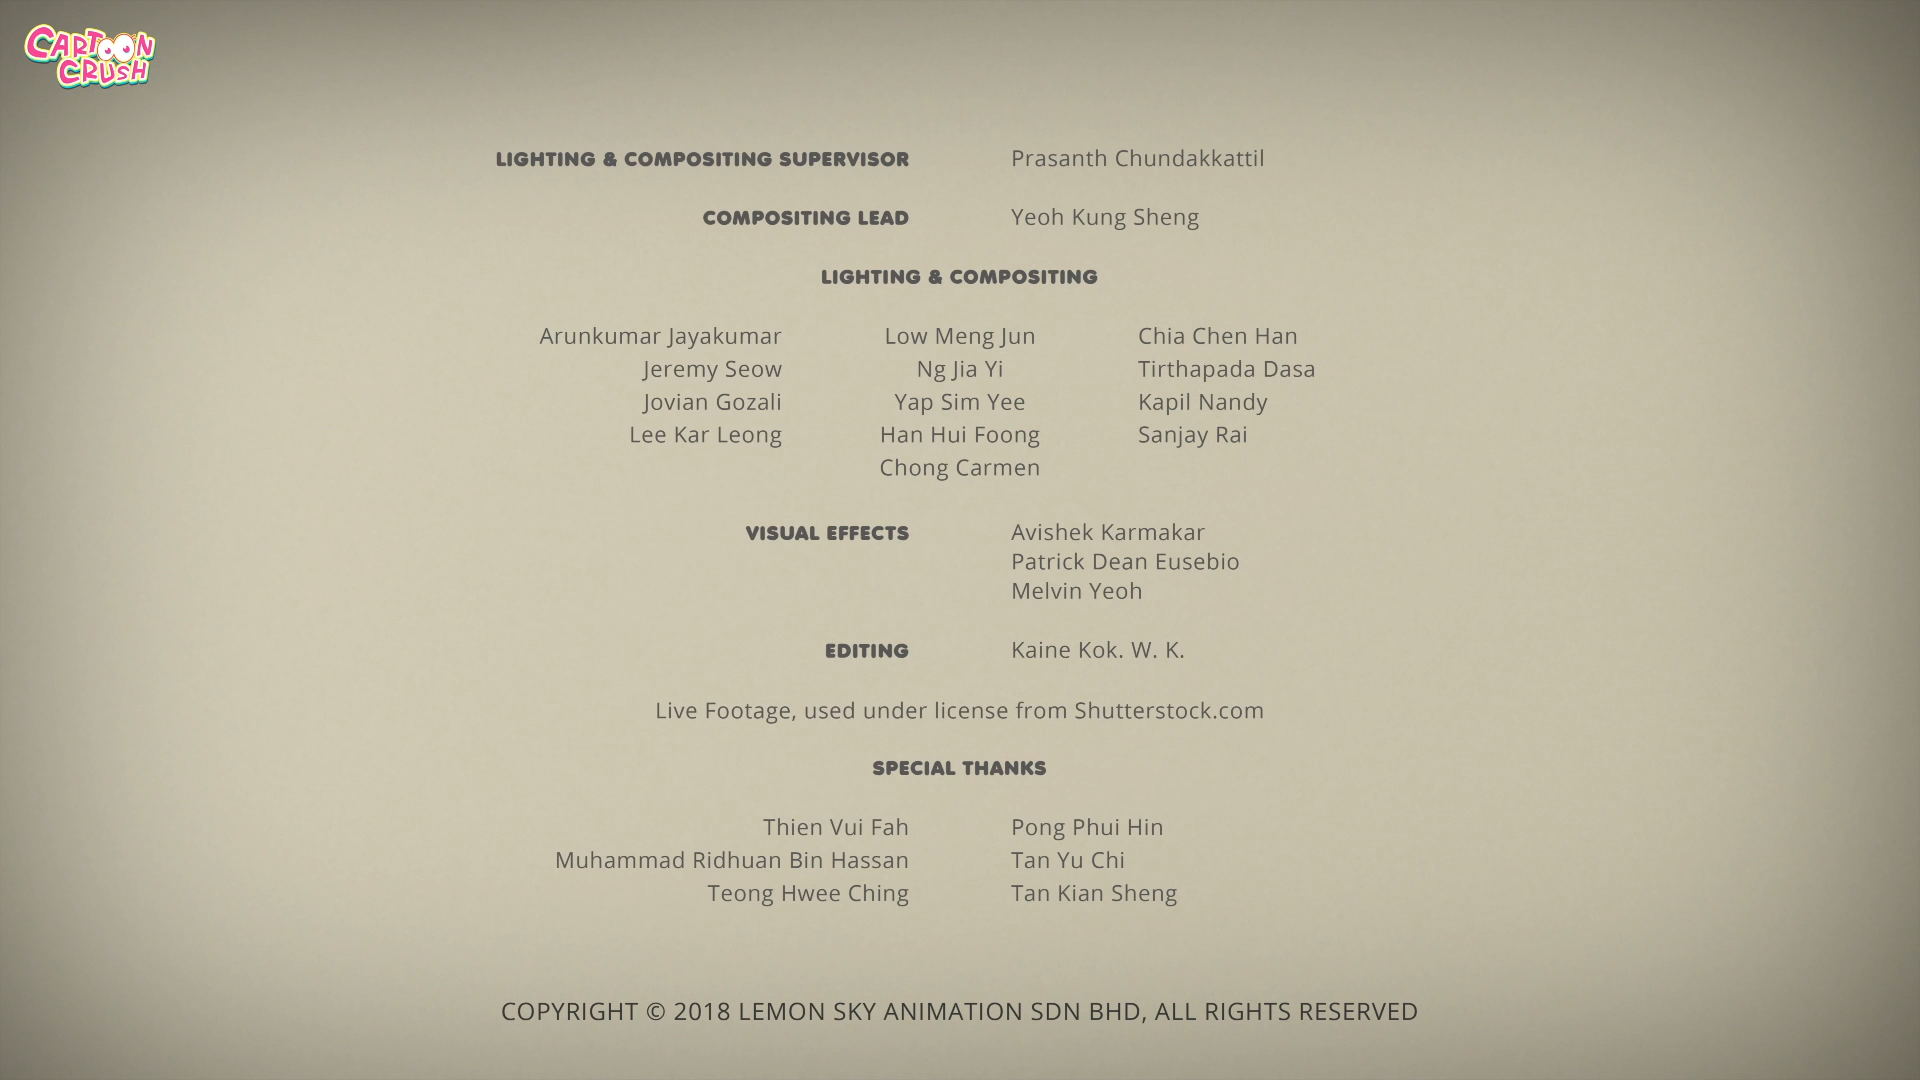 CARTOON
CRUSH
LIGHTING & COMPOSITING SUPERVISOR Prasanth Chundakkattil
COMPOSITING LEAD Yeoh Kung Sheng
LIGHTING & COMPOSITING
Arunkumar Jayakumar Low Meng Jun Chia Chen Han
Jeremy Seow Ng Jia Yi Tirthapada Dasa
Jovian Gozali Yap Sim Yee Kapil Nandy
Lee Kar Leong Han Hui Foong Sanjay Rai
Chong Carmen
VISUAL EFFECTS Avishek Karmakar
Patrick Dean Eusebio
Melvin Yeoh
EDITING Kaine Kok. W. K.
Live Footage, used under license from Shutterstock.com
SPECIAL THANKS
Thien Vui Fah Pong Phui Hin
Muhammad Ridhuan Bin Hassan Tan Yu Chi
Teong Hwee Ching Tan Kian Sheng
COPYRIGHT © 2018 LEMON SKY ANIMATION SDN BHD, ALL RIGHTS RESERVED